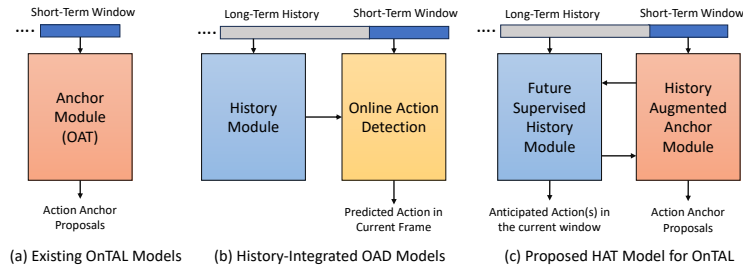 Short-Term Window
....
Anchor
Module
(OAT)
Action Anchor
Proposals
(a) Existing OnTAL Models
Long-Term History
Short-Term Window
....
History
Module
Online Action
Detection
Predicted Action in
Current Frame
(b) History-Integrated OAD Models
Long-Term History
Short-Term Window
....
Future
Supervised
History
Module
History
Augmented
Anchor
Module
Anticipated Action(s) in
the current window
Action Anchor
Proposals
(c) Proposed HAT Model for OnTAL